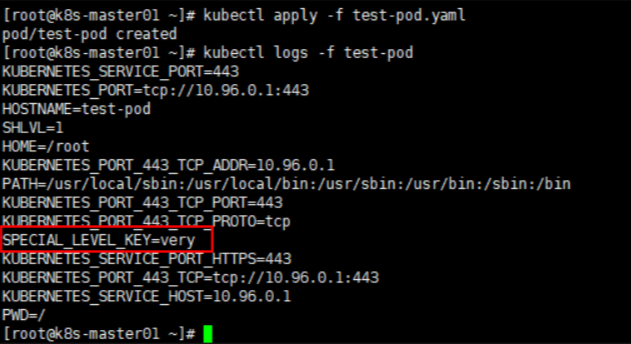 [root@k8s-master01 ~]# kubectl apply -f test-pod.yaml
pod/test-pod created
[root@k8s-master01 ~]# kubectl logs -f test-pod
KUBERNETES_SERVICE_PORT=443
KUBERNETES_PORT=tcp://10.96.0.1:443
HOSTNAME=test-pod
SHLVL=1
HOME=/root
KUBERNETES_PORT_443_TCP_ADDR=10.96.0.1
PATH=/usr/local/sbin:/usr/local/bin:/usr/sbin:/usr/bin:/sbin:/bin
KUBERNETES_PORT_443_TCP_PORT=443
KUBERNETES_PORT_443_TCP_PROTO=tcp
SPECIAL_LEVEL_KEY=very
KUBERNETES_SERVICE_PORT_HTTPS=443
KUBERNETES_PORT_443_TCP=tcp://10.96.0.1:443
KUBERNETES_SERVICE_HOST=10.96.0.1
PWD=/
[root@k8s-master01 ~]#